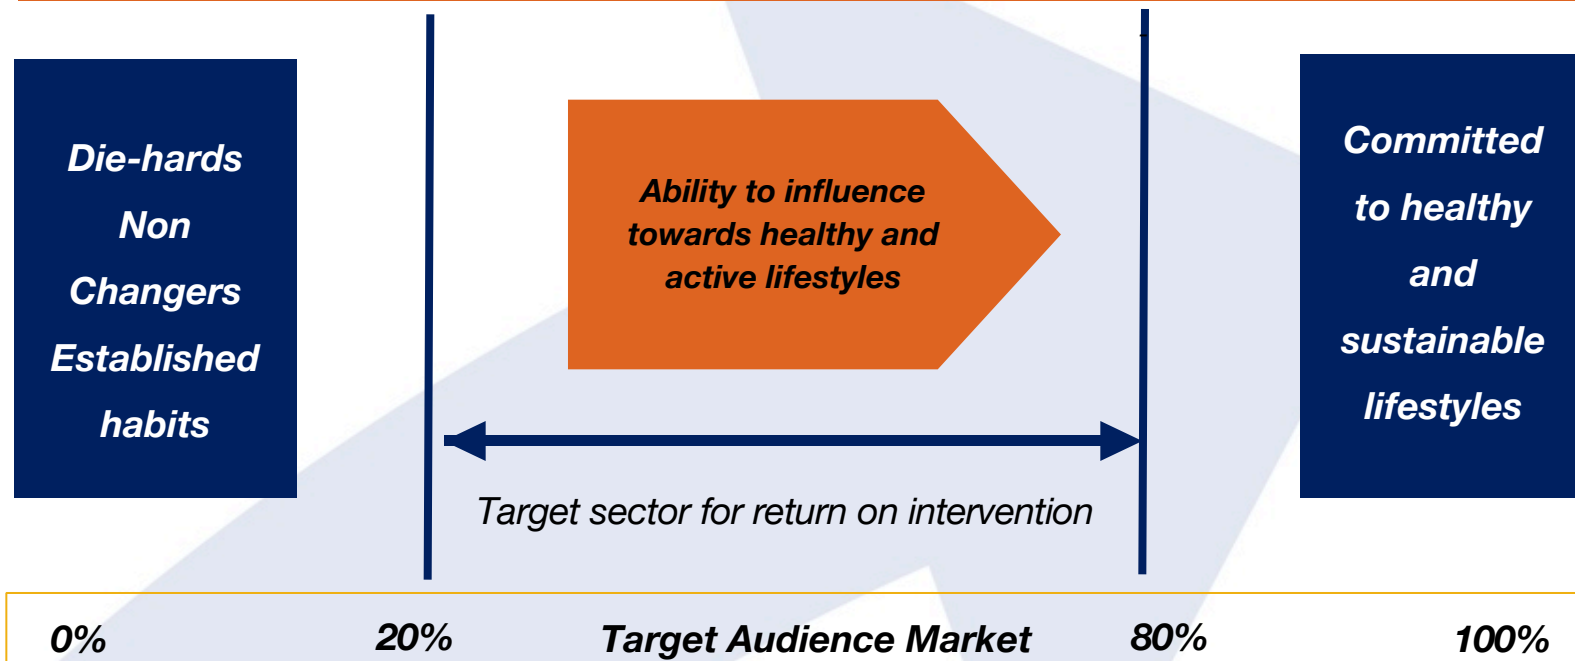 Die-hards
Non
Changers
Established
habits
Ability to influence
towards healthy and
active lifestyles
Committed
to healthy
and
sustainable
lifestyles
Target sector for return on intervention
0% 20% Target Audience Market 80% 100%